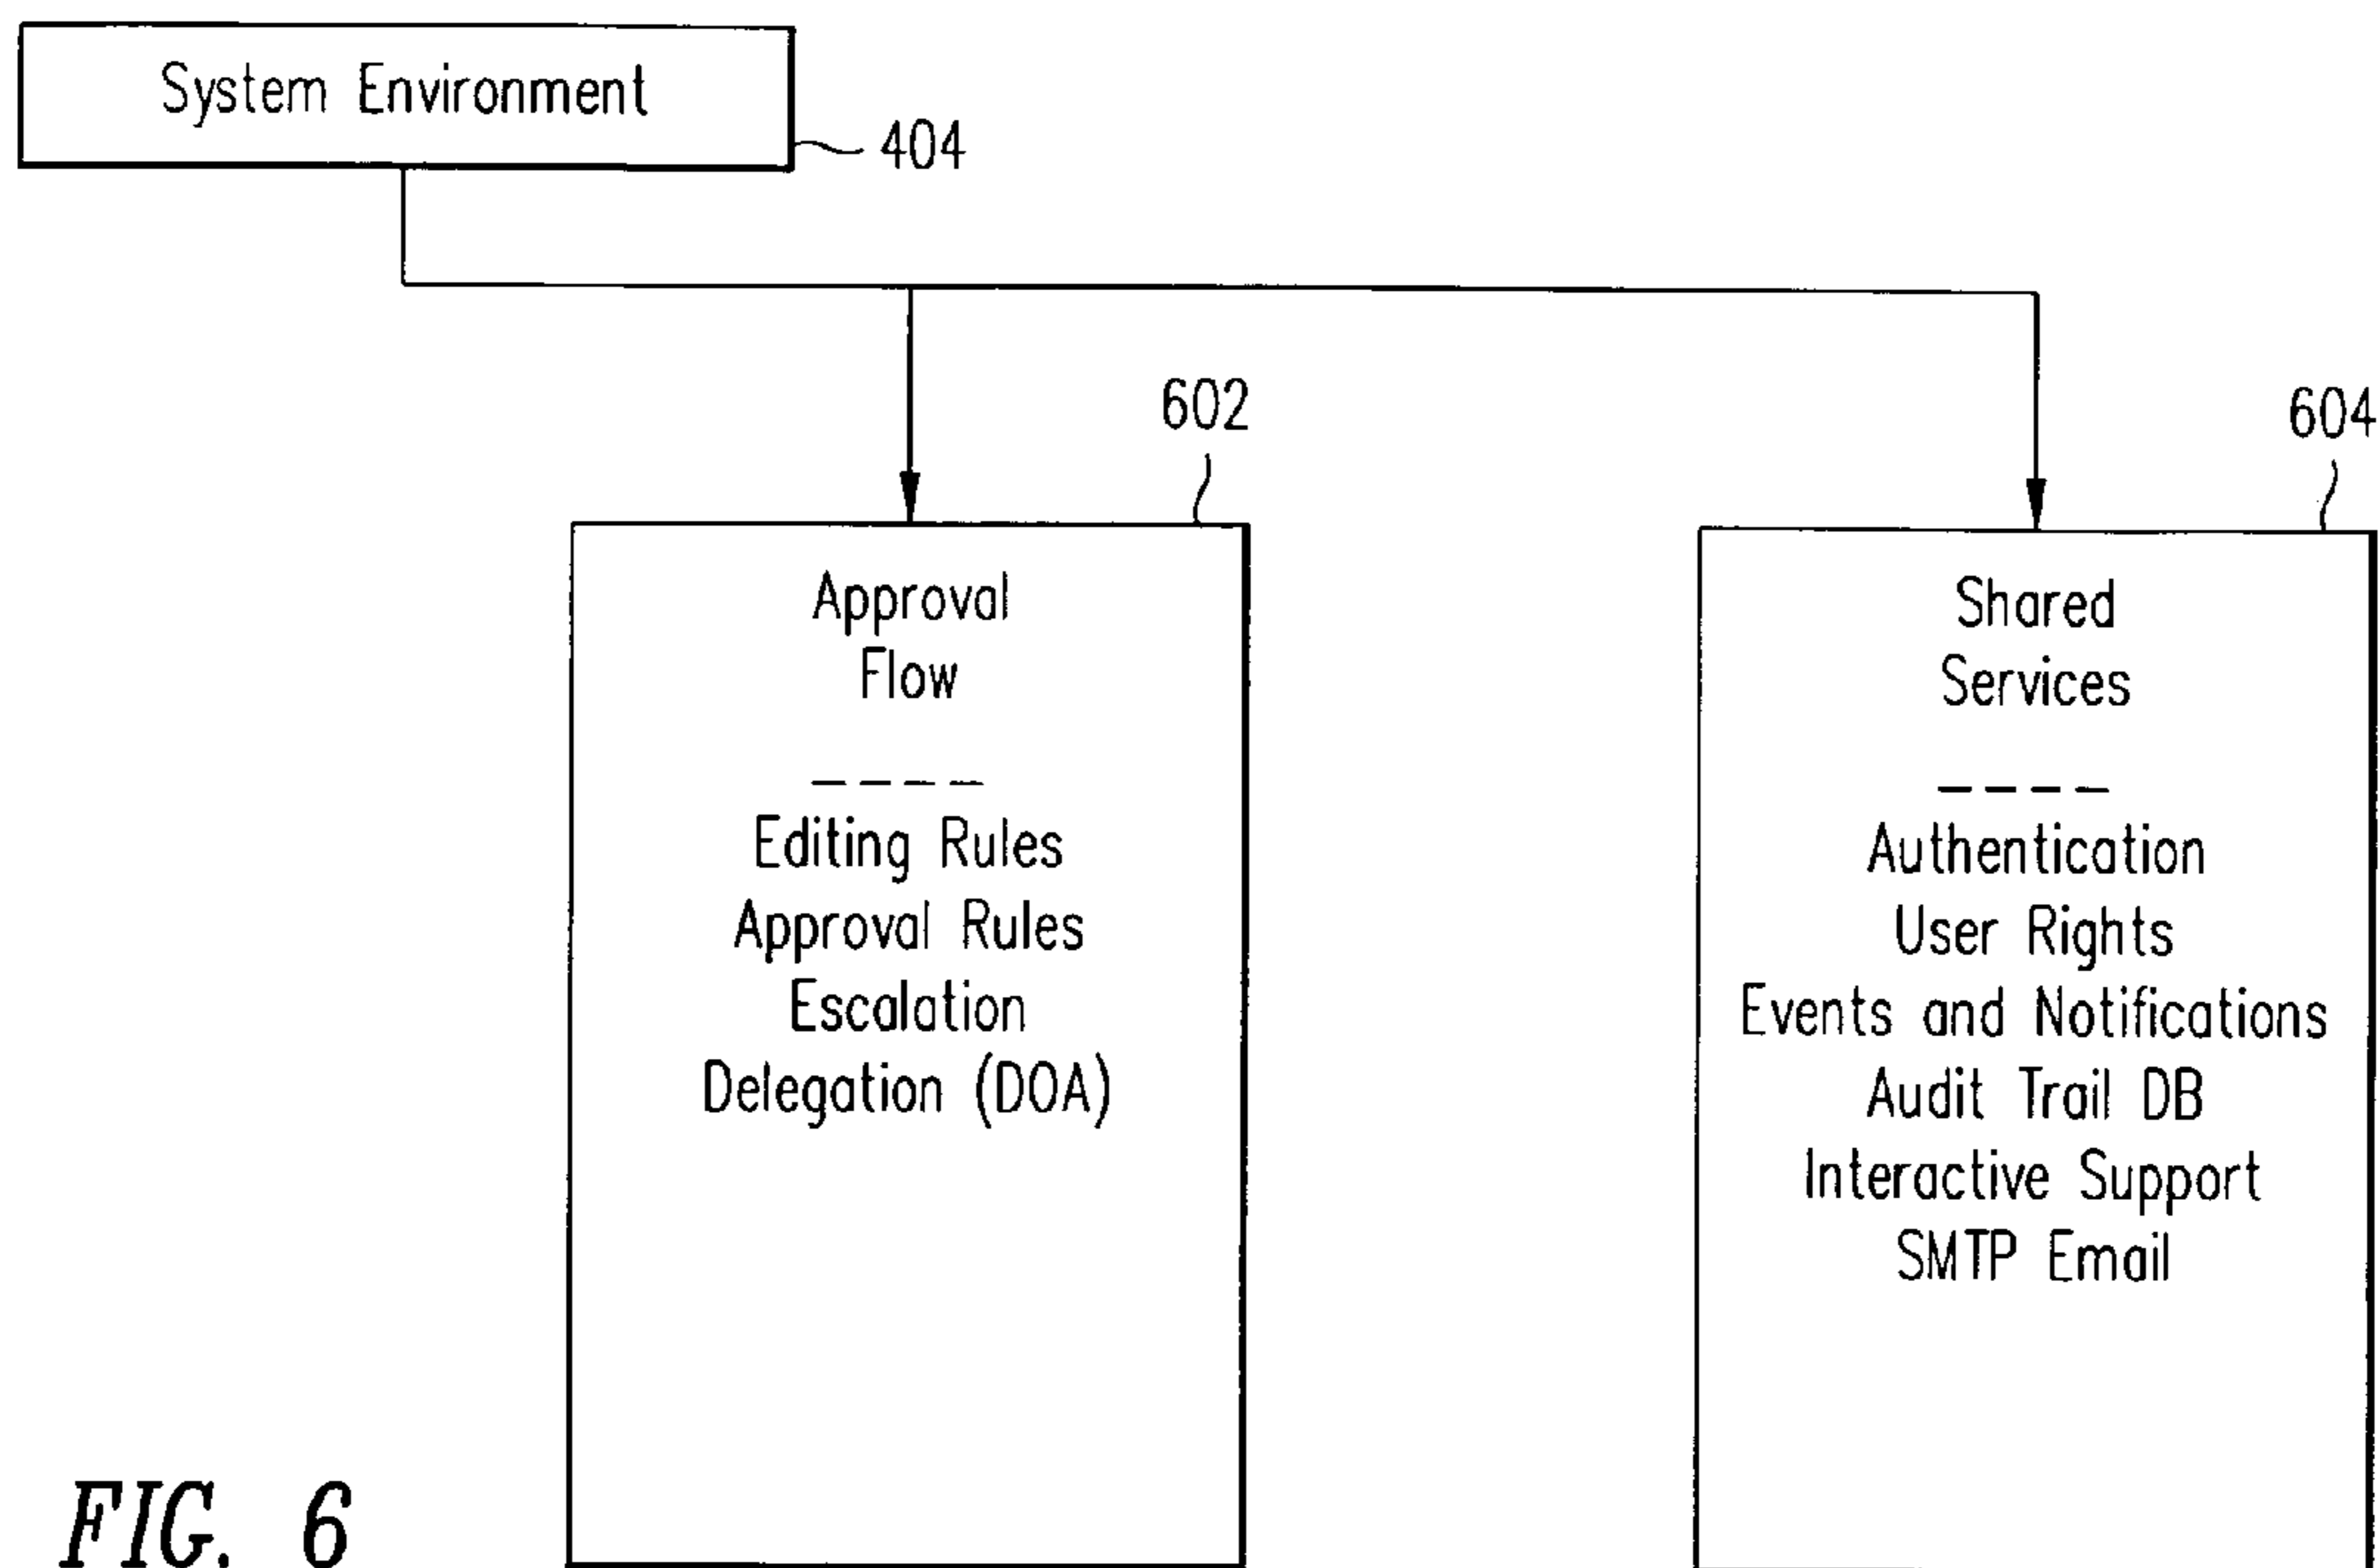 System Environment
404
602
604
Approval
Flow
Editing Rules
Approval Rules
Escalation
Delegation (DOA)
Shared
Services
Authentication
User Rights
Events and Notifications
Audit Trail DB
Interactive Support
SMTP Email
FIG. 6